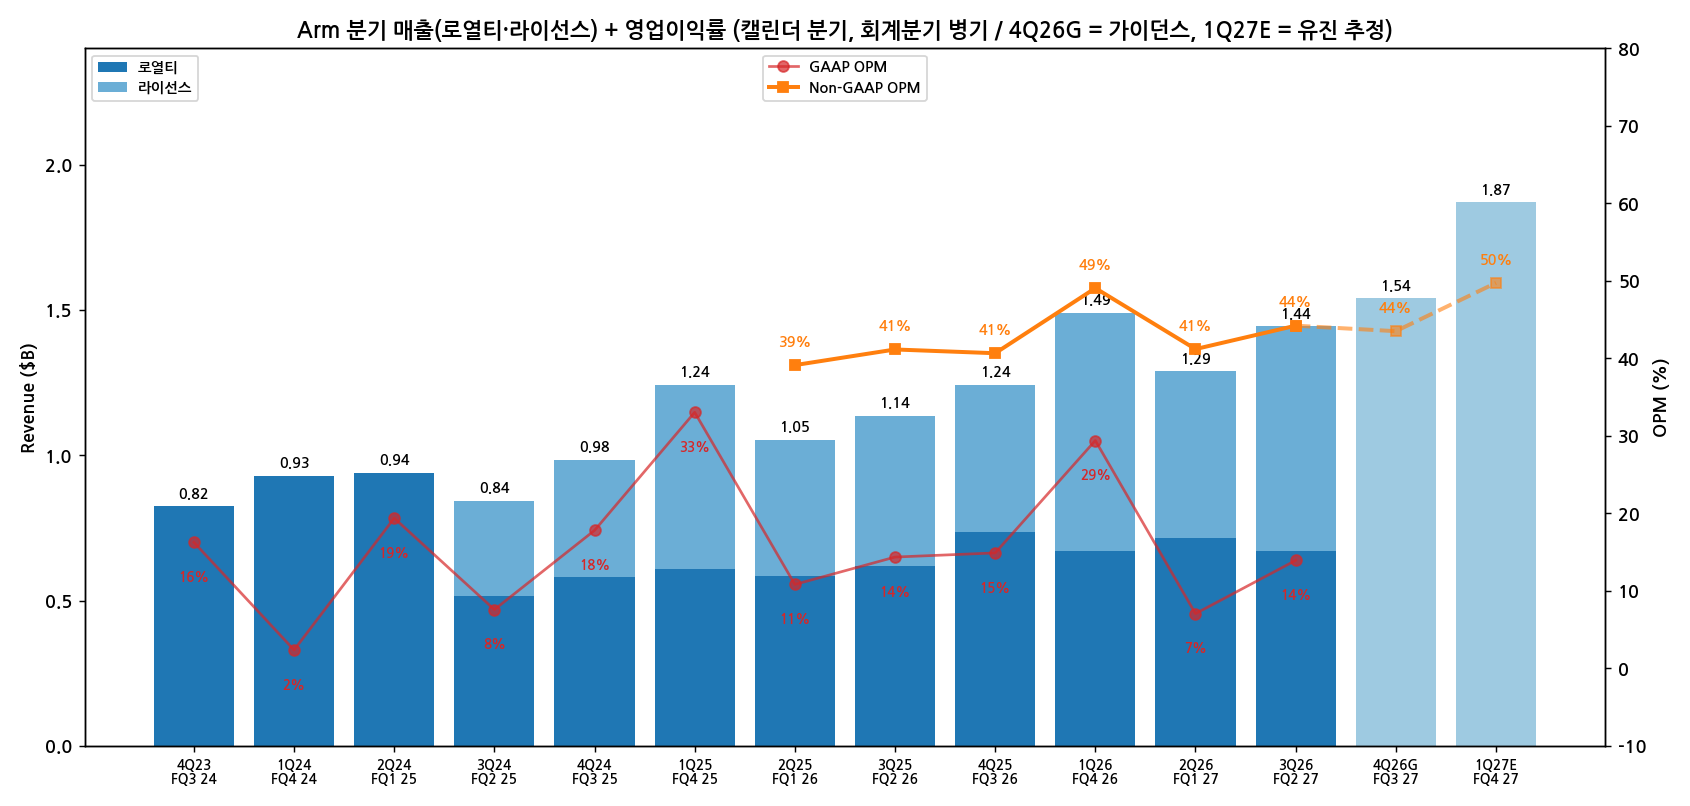 Arm 분기 매출(로열티·라이선스) + 영업이익률 (캘린더 분기, 회계분기 병기 / 4Q26G = 가이던스, 1Q27E = 유진 추정)
로열티
라이선스
GAAP OPM
Non-GAAP OPM
Revenue ($B)
2.0
1.5
1.0
0.5
0.0
OPM (%)
80
70
60
50
40
30
20
10
0
-10
0.82
0.93
0.94
0.84
0.98
1.24
1.05
1.14
1.24
1.49
1.29
1.44
1.54
1.87
39%
41%
41%
49%
41%
44%
44%
50%
16%
2%
19%
8%
18%
33%
11%
14%
15%
29%
7%
14%
4Q23
FQ3 24
1Q24
FQ4 24
2Q24
FQ1 25
3Q24
FQ2 25
4Q24
FQ3 25
1Q25
FQ4 25
2Q25
FQ1 26
3Q25
FQ2 26
4Q25
FQ3 26
1Q26
FQ4 26
2Q26
FQ1 27
3Q26
FQ2 27
4Q26G
FQ3 27
1Q27E
FQ4 27